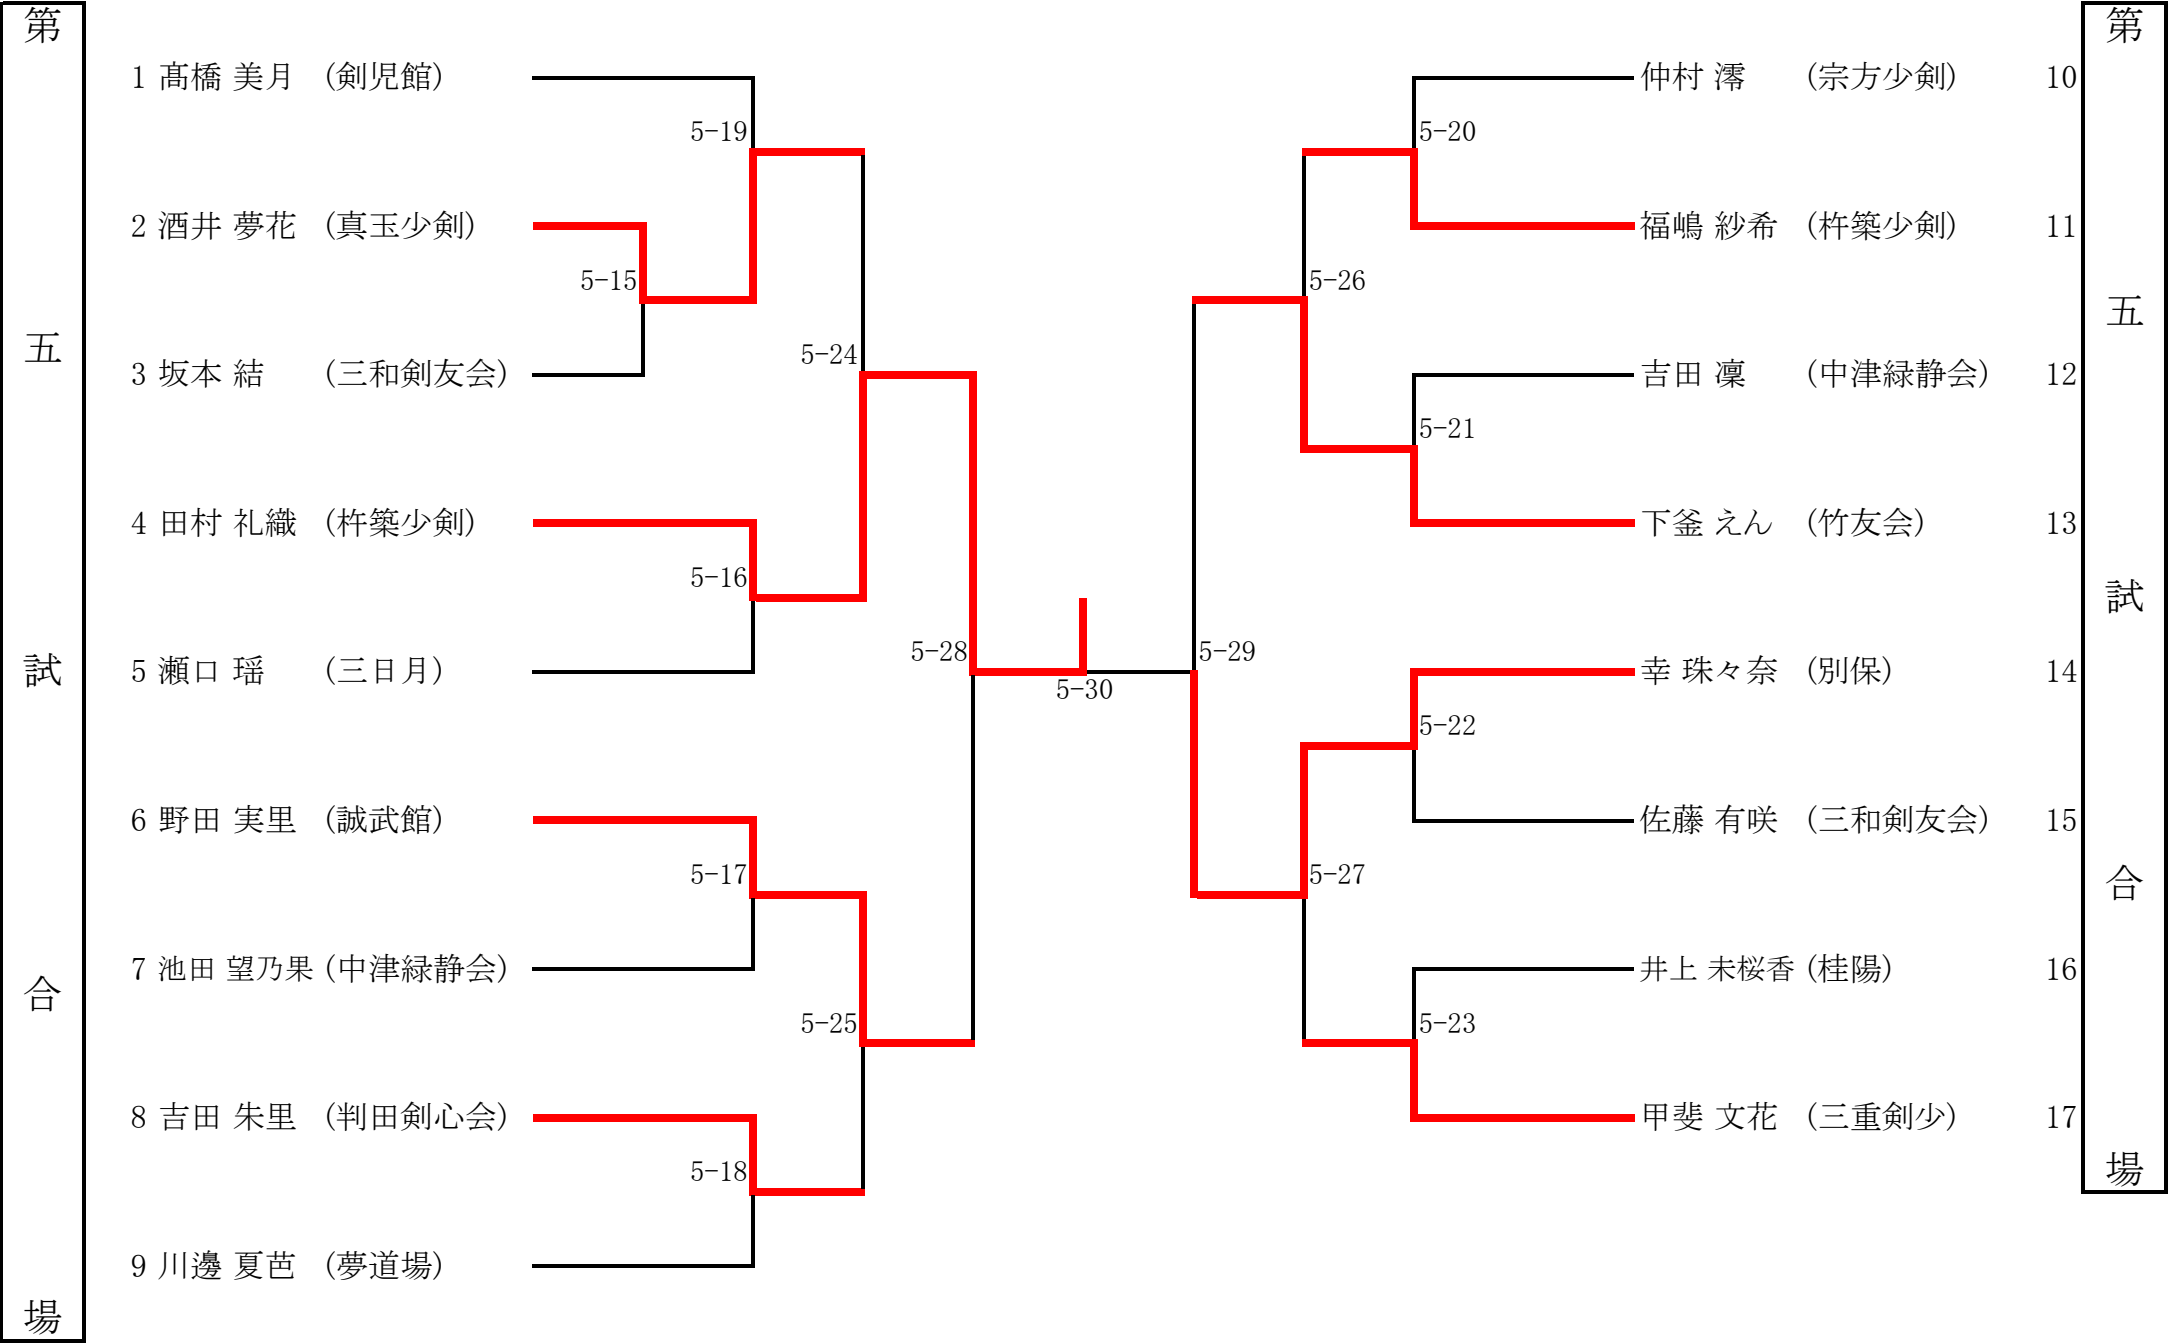 第五試合場
1 髙橋 美月 (剣児館)
5-19
2 酒井 夢花 (真玉少剣)
5-15
3 坂本 結 (三和剣友会)
5-24
4 田村 礼織 (杵築少剣)
5-16
5 瀬口 瑶 (三日月)
5-28
6 野田 実里 (誠武館)
5-17
7 池田 望乃果 (中津緑静会)
5-25
8 吉田 朱里 (判田剣心会)
5-18
9 川邊 夏芭 (夢道場)
5-30
仲村 澪 (宗方少剣) 10
5-20
福嶋 紗希 (杵築少剣) 11
5-26
吉田 凜 (中津緑静会) 12
5-21
下釜 えん (竹友会) 13
5-29
幸 珠々奈 (別保) 14
5-22
佐藤 有咲 (三和剣友会) 15
5-27
井上 未桜香 (桂陽) 16
5-23
甲斐 文花 (三重剣少) 17
第五試合場